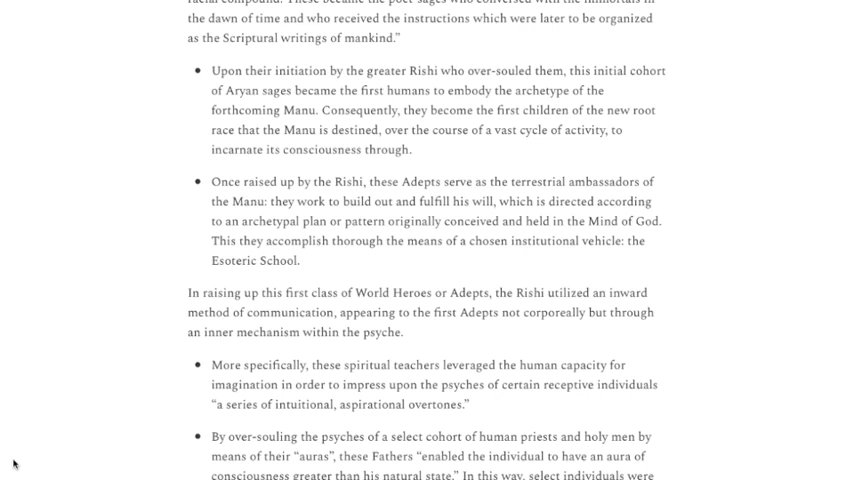 racial compound. These became the poet-sages who conversed with the immortals in
the dawn of time and who received the instructions which were later to be organized
as the Scriptural writings of mankind.”
Upon their initiation by the greater Rishi who over-souled them, this initial cohort
of Aryan sages became the first humans to embody the archetype of the
forthcoming Manu. Consequently, they become the first children of the new root
race that the Manu is destined, over the course of a vast cycle of activity, to
incarnate its consciousness through.
Once raised up by the Rishi, these Adepts serve as the terrestrial ambassadors of
the Manu: they work to build out and fulfill his will, which is directed according
to an archetypal plan or pattern originally conceived and held in the Mind of God.
This they accomplish thorough the means of a chosen institutional vehicle: the
Esoteric School.
In raising up this first class of World Heroes or Adepts, the Rishi utilized an inward
method of communication, appearing to the first Adepts not corporeally but through
an inner mechanism within the psyche.
More specifically, these spiritual teachers leveraged the human capacity for
imagination in order to impress upon the psyches of certain receptive individuals
“a series of intuitional, aspirational overtones.”
By over-souling the psyches of a select cohort of human priests and holy men by
means of their “auras”, these Fathers “enabled the individual to have an aura of
consciousness greater than his natural state.” In this way, select individuals were